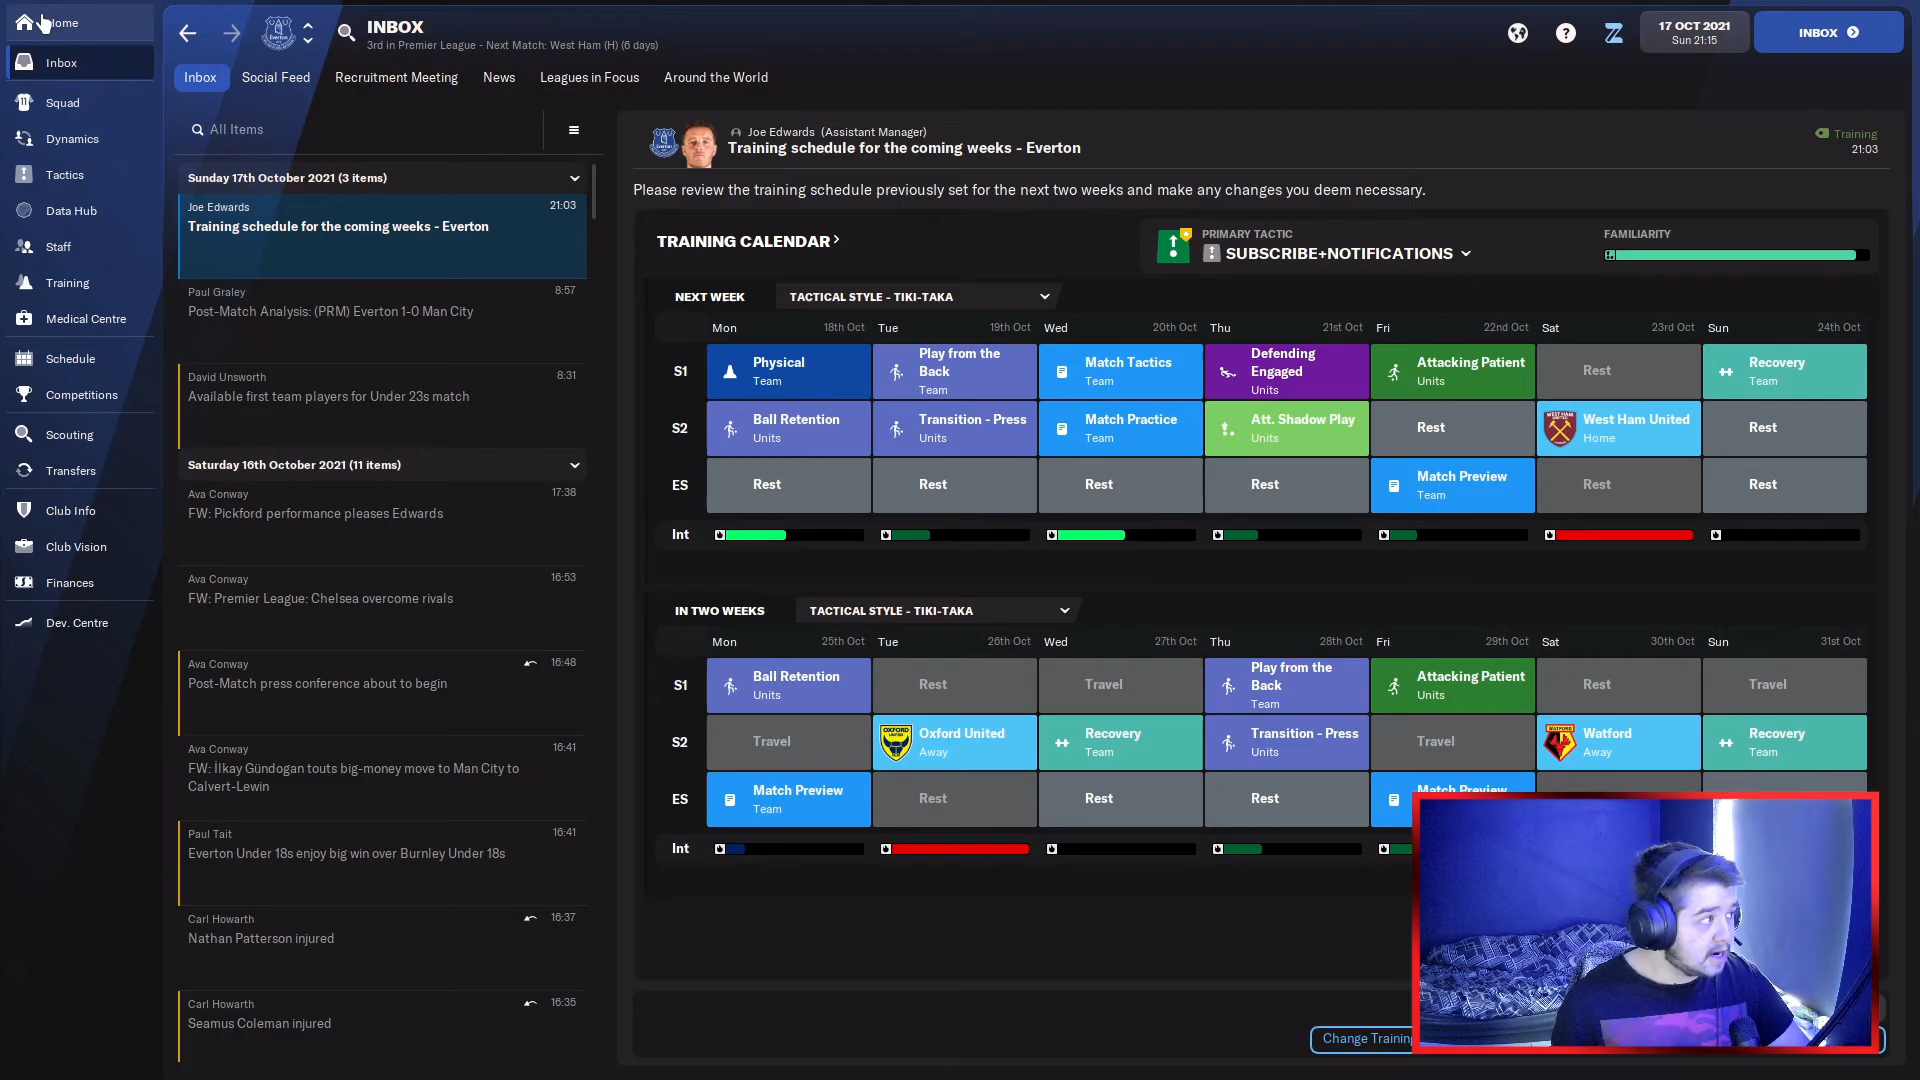 Home
Inbox
Squad
Dynamics
Tactics
Data Hub
Staff
Training
Medical Centre
Schedule
Competitions
Scouting
Transfers
Club Info
Club Vision
Finances
Dev. Centre
INBOX
3rd in Premier League - Next Match: West Ham (H) (6 days)
17 OCT 2021
Sun 21:15
INBOX
Inbox Social Feed Recruitment Meeting News Leagues in Focus Around the World
All Items
Sunday 17th October 2021 (3 items)
Joe Edwards 21:03
Training schedule for the coming weeks - Everton
Paul Graley 8:57
Post-Match Analysis: (PRM) Everton 1-0 Man City
David Unsworth 8:31
Available first team players for Under 23s match
Saturday 16th October 2021 (11 items)
Ava Conway 17:38
FW: Pickford performance pleases Edwards
Ava Conway 16:53
FW: Premier League: Chelsea overcome rivals
Ava Conway 16:48
Post-Match press conference about to begin
Ava Conway 16:41
FW: İlkay Gündogan touts big-money move to Man City to
Calvert-Lewin
Paul Tait 16:41
Everton Under 18s enjoy big win over Burnley Under 18s
Carl Howarth 16:37
Nathan Patterson injured
Carl Howarth 16:35
Seamus Coleman injured
Joe Edwards (Assistant Manager)
Training schedule for the coming weeks - Everton
Training
21:03
Please review the training schedule previously set for the next two weeks and make any changes you deem necessary.
TRAINING CALENDAR
PRIMARY TACTIC
SUBSCRIBE+NOTIFICATIONS
FAMILIARITY
NEXT WEEK TACTICAL STYLE - TIKI-TAKA
Mon 18th Oct Tue 19th Oct Wed 20th Oct Thu 21st Oct Fri 22nd Oct Sat 23rd Oct Sun 24th Oct
S1
Physical
Team
Play from the
Back
Team
Match Tactics
Team
Defending
Engaged
Units
Attacking Patient
Units
Rest
Recovery
Team
S2
Ball Retention
Units
Transition - Press
Units
Match Practice
Team
Att. Shadow Play
Units
Rest
West Ham United
Home
Rest
ES
Rest
Rest
Rest
Rest
Match Preview
Team
Rest
Rest
Int
IN TWO WEEKS TACTICAL STYLE - TIKI-TAKA
Mon 25th Oct Tue 26th Oct Wed 27th Oct Thu 28th Oct Fri 29th Oct Sat 30th Oct Sun 31st Oct
S1
Ball Retention
Units
Rest
Travel
Play from the
Back
Team
Attacking Patient
Units
Rest
Travel
S2
Travel
Oxford United
Away
Recovery
Team
Transition - Press
Units
Travel
Watford
Away
Recovery
Team
ES
Match Preview
Team
Rest
Rest
Rest
Match Preview
Int
Change Training